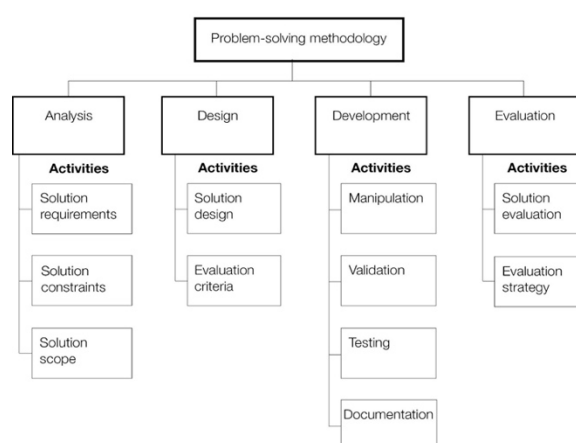 Problem-solving methodology
Analysis
Design
Development
Evaluation
Activities
Activities
Activities
Activities
Solution
requirements
Solution
constraints
Solution
scope
Solution
design
Evaluation
criteria
Manipulation
Validation
Testing
Documentation
Solution
evaluation
Evaluation
strategy